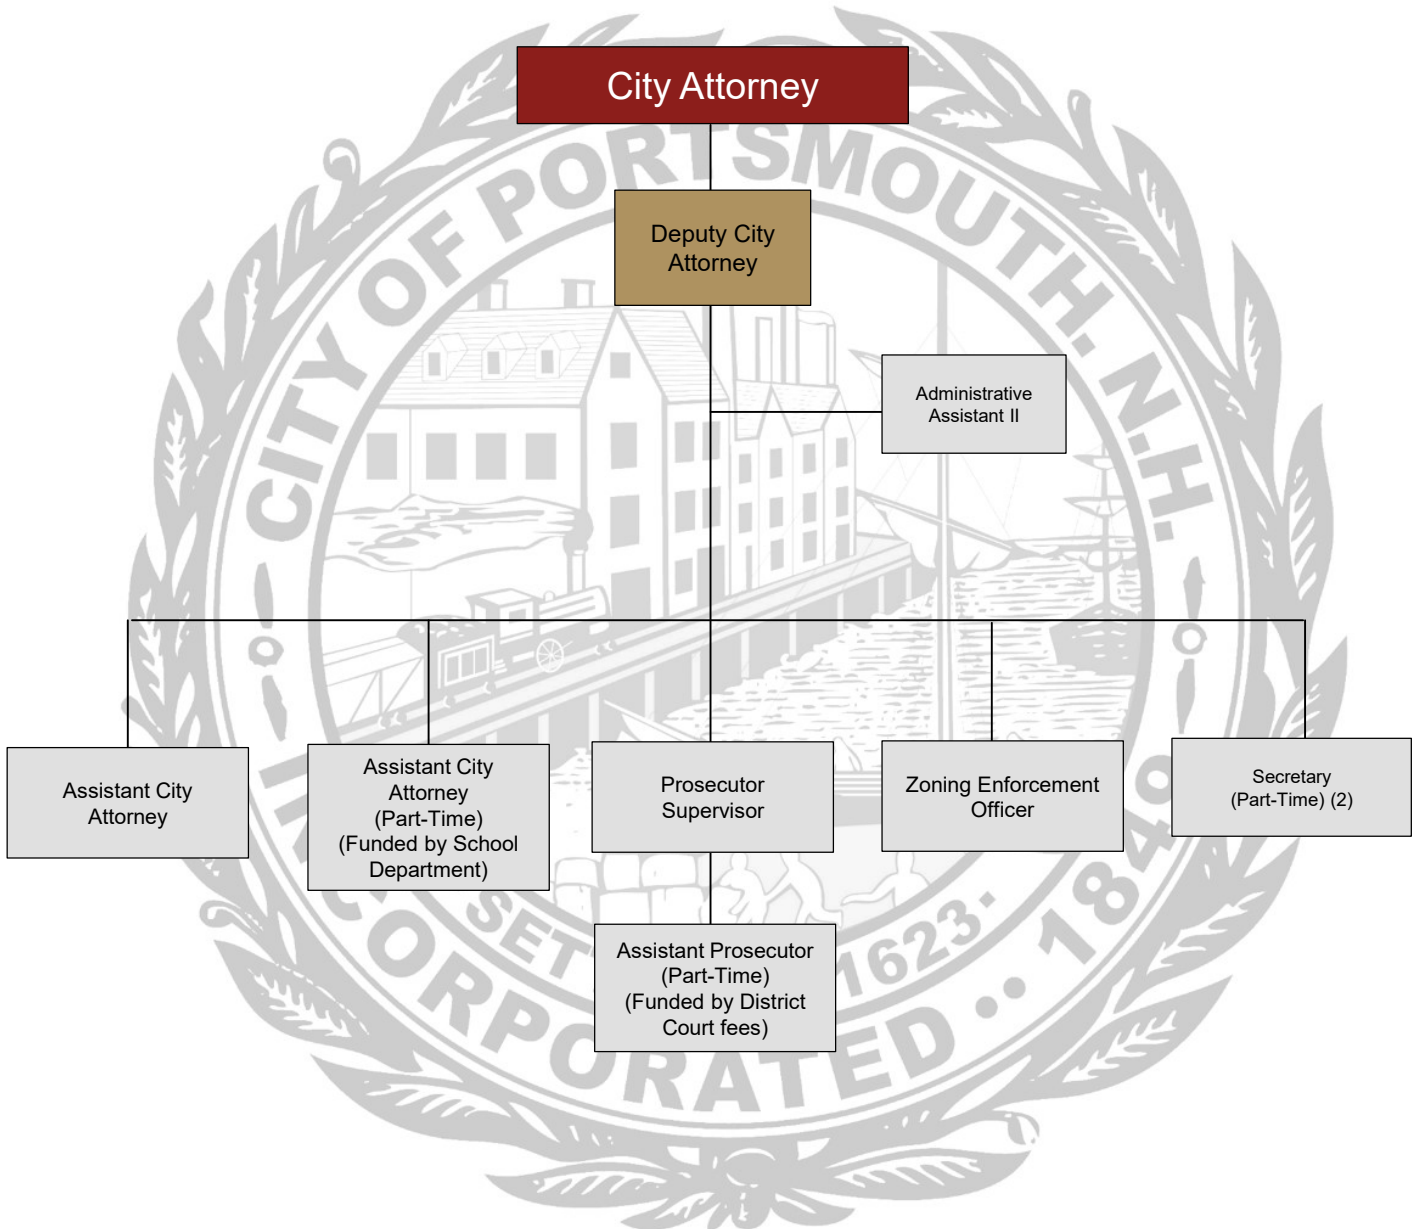 City Attorney
CITY OF PORTSMOUTH, N.H.
Deputy City
Attorney
Administrative
Assistant II
Assistant City
Attorney
Assistant City
Attorney
(Part-Time)
(Funded by School
Department)
Prosecutor
Supervisor
Zoning Enforcement
Officer
Secretary
(Part-Time) (2)
Assistant Prosecutor
(Part-Time)
(Funded by District
Court fees)
1623
1849